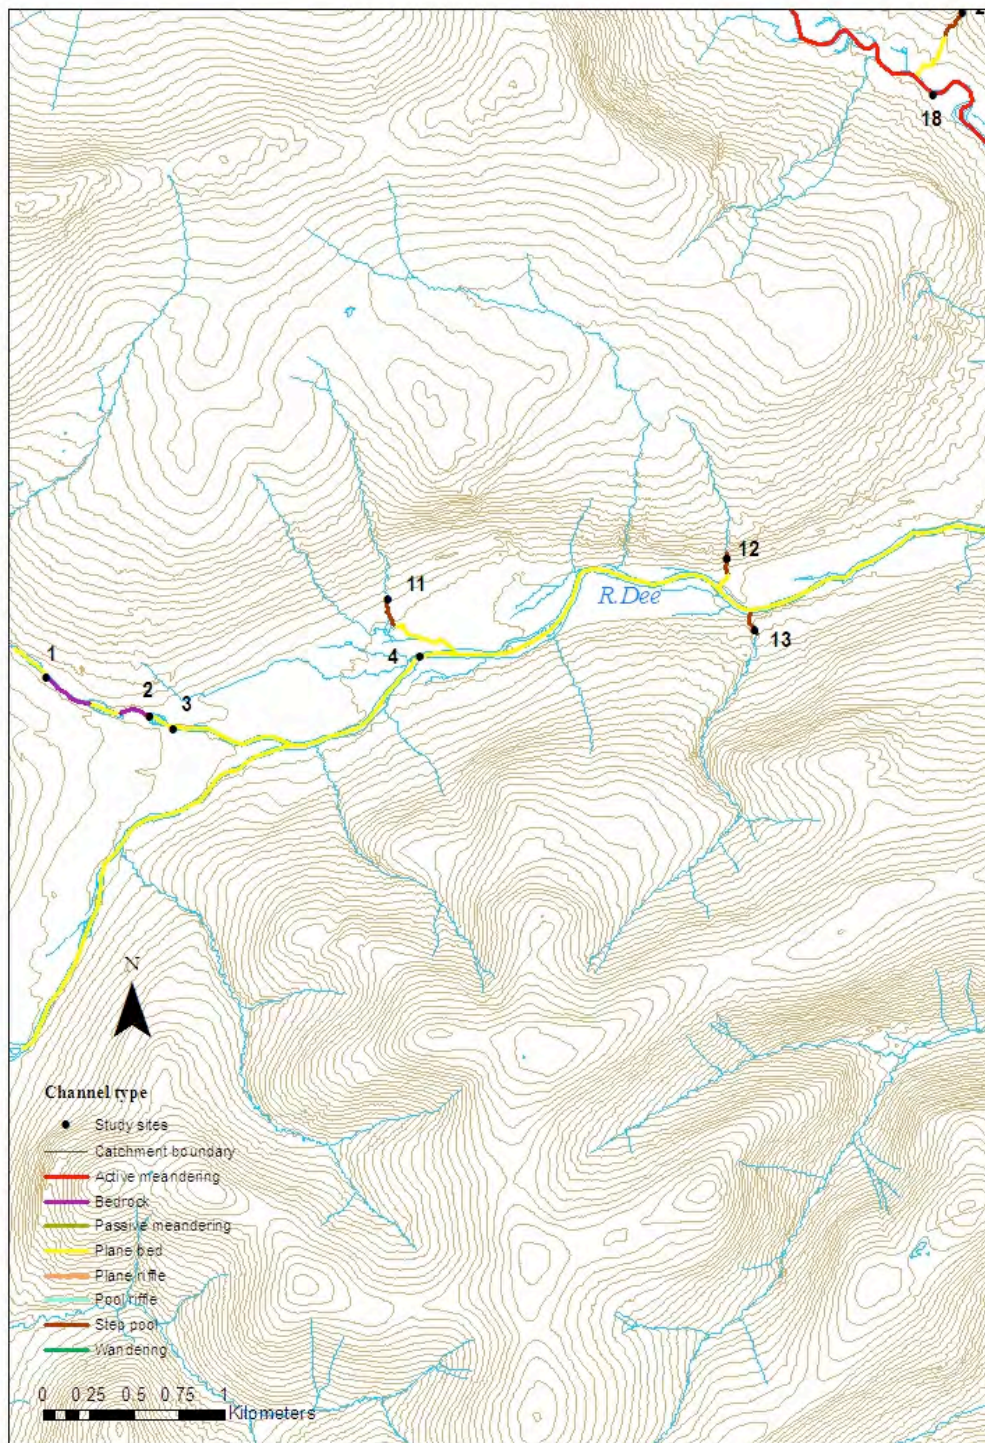 18
12
11
R.Dee
13
4
1
2
3
N
Channel type
Study sites
Catchment boundary
Active meandering
Bedrock
Passive meandering
Plane bed
Plane riffle
Pool riffle
Step pool
Wandering
0 0.25 0.5 0.75 1
Kilometers